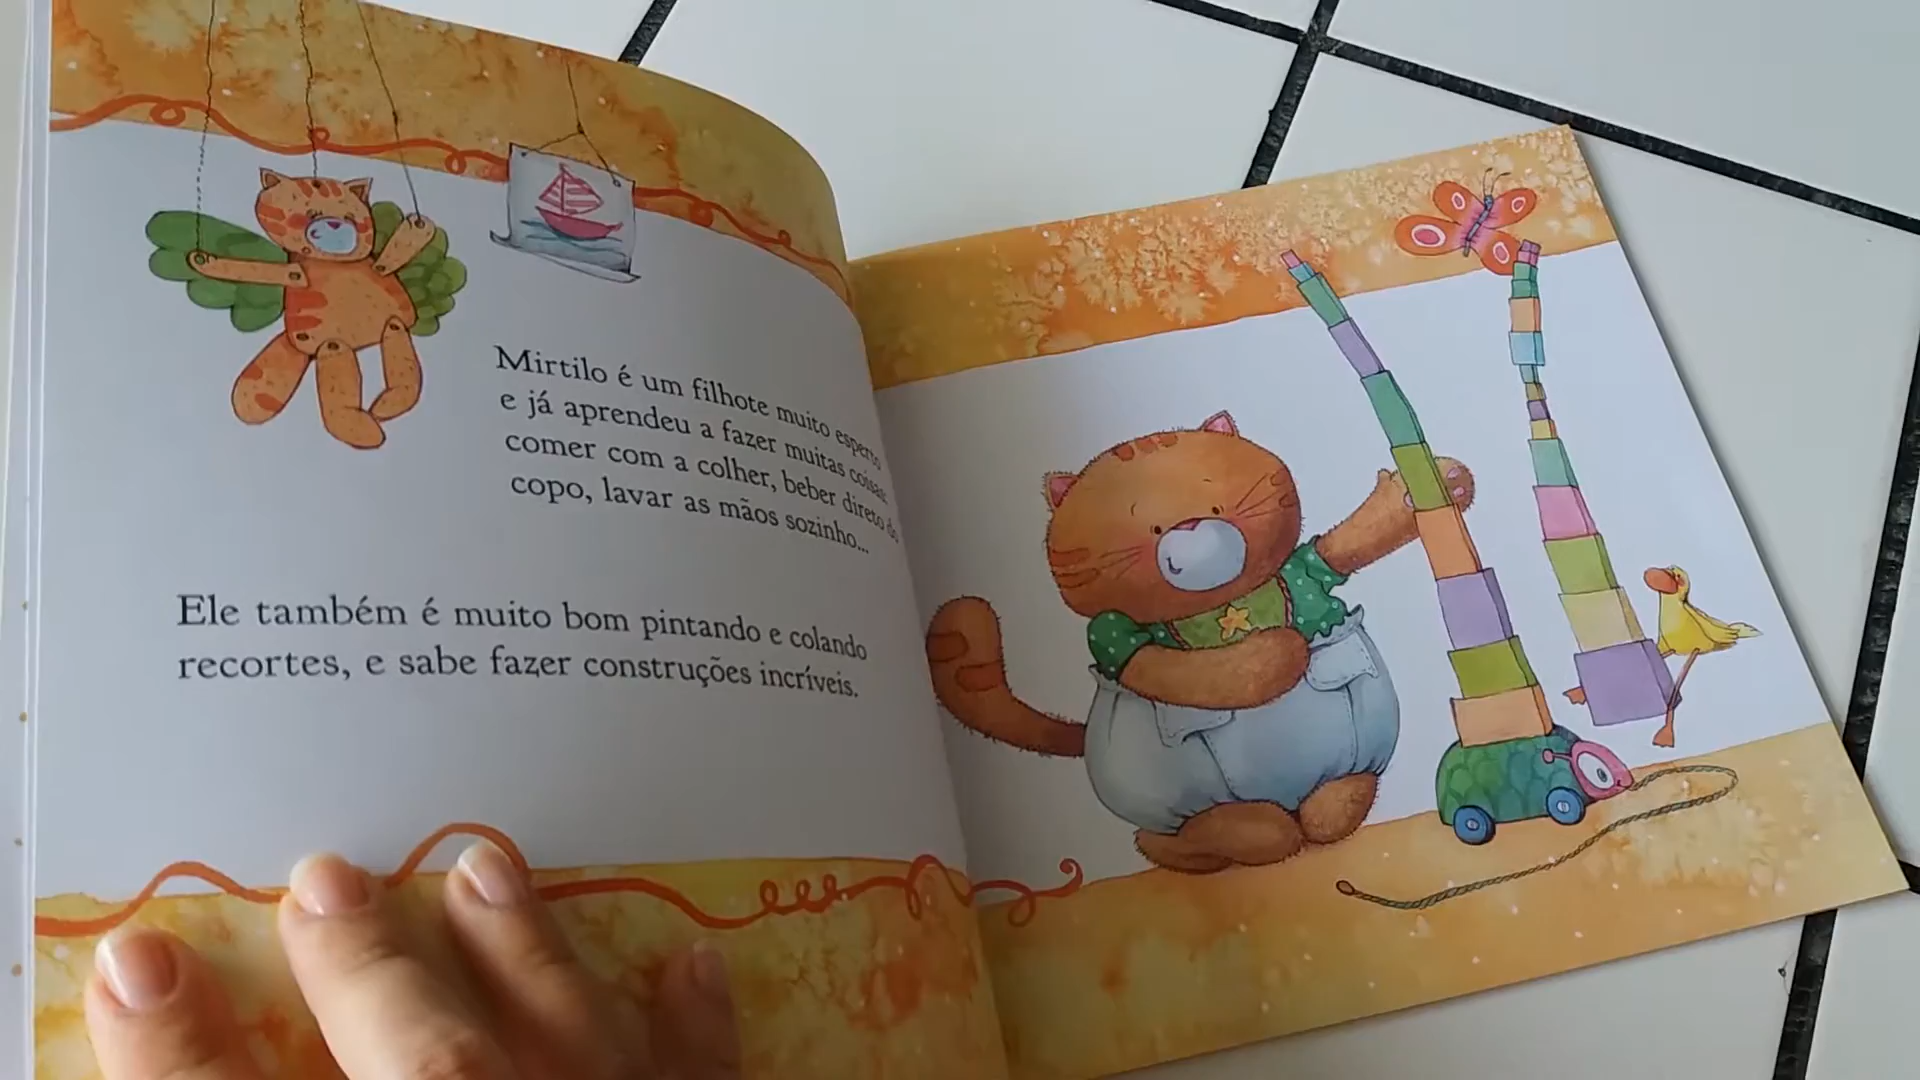 Mirtilo é um filhote muito esperto
e já aprendeu a fazer muitas coisas:
comer com a colher, beber direto do
copo, lavar as mãos sozinho...
Ele também é muito bom pintando e colando
recortes, e sabe fazer construções incríveis.